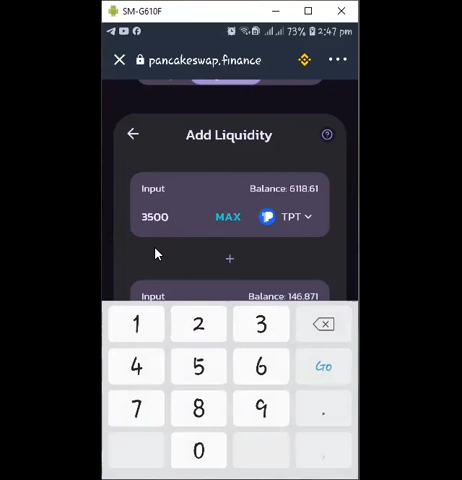 SM-G610F
73% 2:47 pm
pancakeswap.finance
Add Liquidity
Input Balance: 6118.61
3500 MAX TPT
+
Input Balance: 146.871
1 2 3
4 5 6 Go
7 8 9 .
0 ,